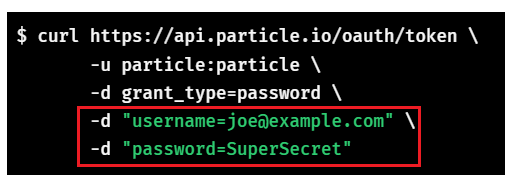 $ curl https://api.particle.io/oauth/token \
-u particle:particle \
-d grant_type=password \
-d "username=joe@example.com" \
-d "password=SuperSecret"